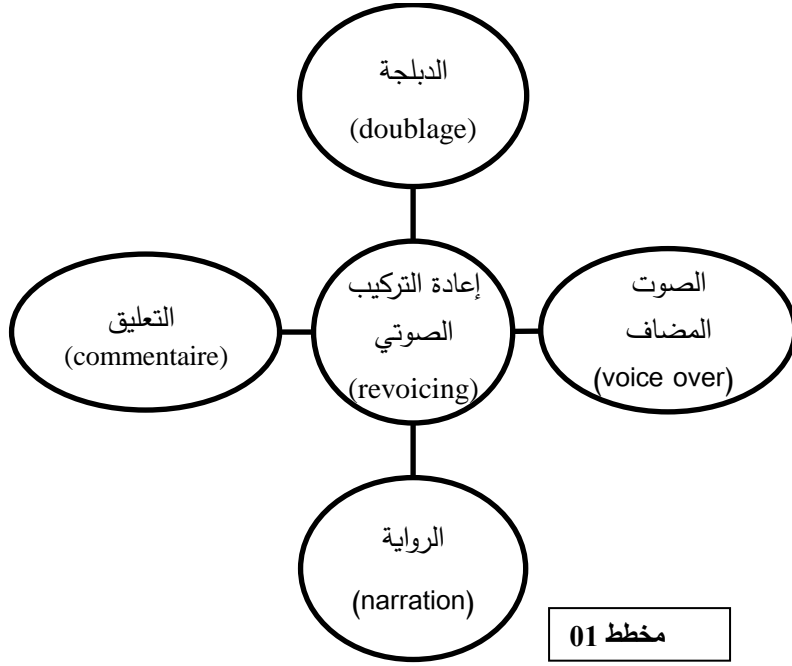 الدبلجة
(doublage)
التعليق
(commentaire)
إعادة التركيب
الصوتي
(revoicing)
الصوت
المضاف
(voice over)
الرواية
(narration)
مخطط 01